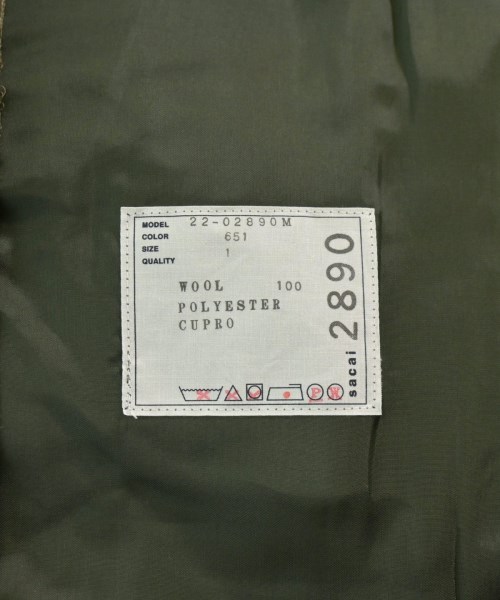 MODEL 22-02890M
COLOR 651
SIZE 1
QUALITY
WOOL 100
POLYESTER
CUPRO
P W
sacai 2890